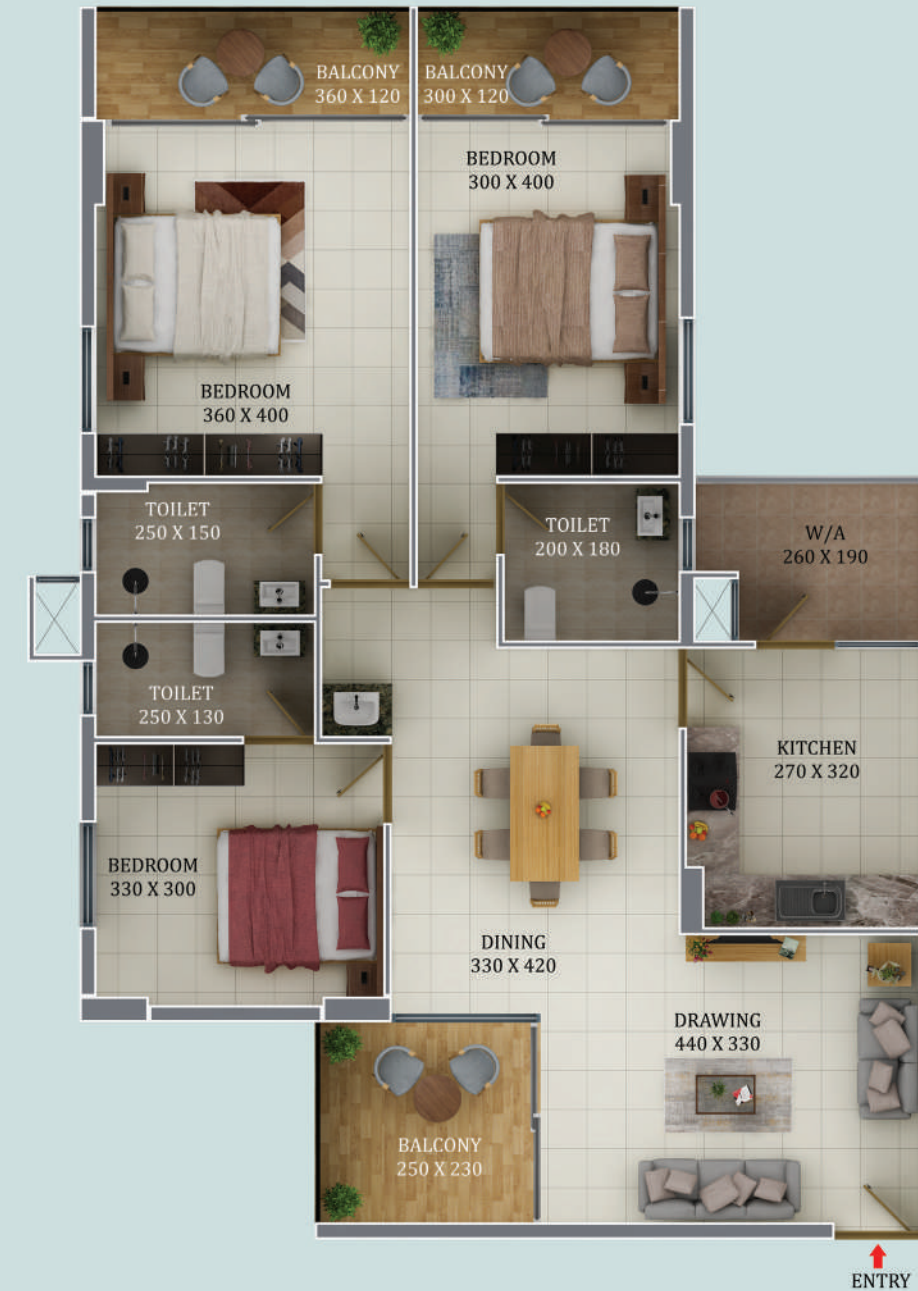 BALCONY
360 X 120
BALCONY
300 X 120
BEDROOM
300 X 400
BEDROOM
360 X 400
TOILET
250 X 150
TOILET
200 X 180
W/A
260 X 190
TOILET
250 X 130
KITCHEN
270 X 320
BEDROOM
330 X 300
DINING
330 X 420
DRAWING
440 X 330
BALCONY
250 X 230
ENTRY